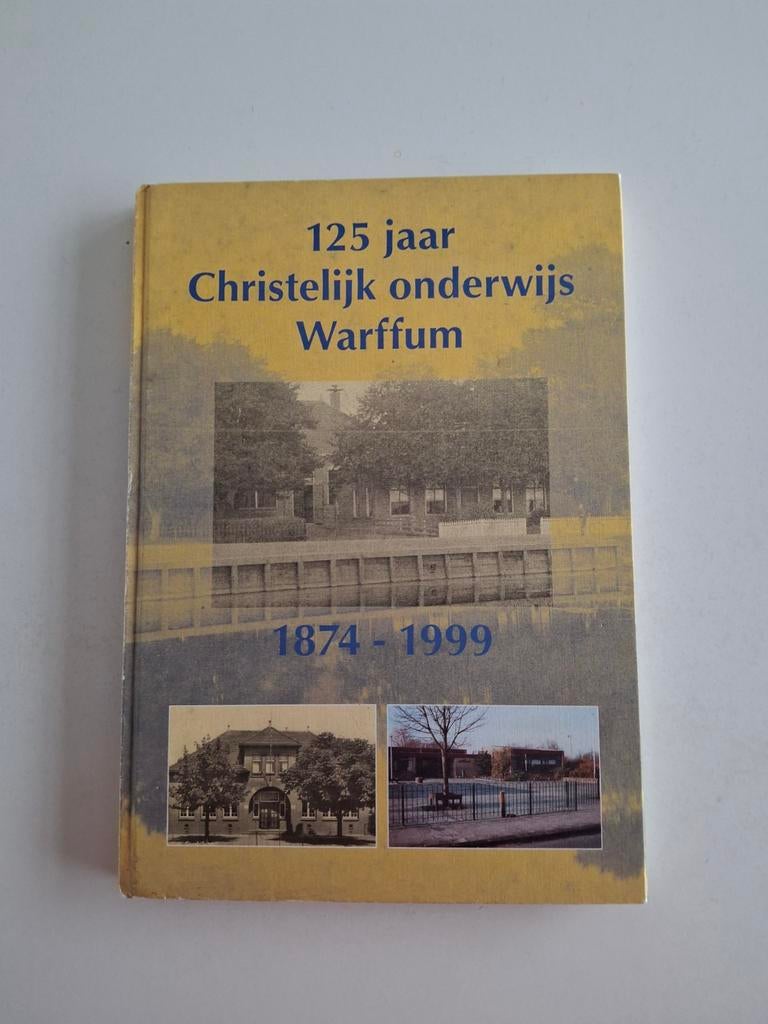 125 jaar
Christelijk onderwijs
Warffum
1874 - 1999